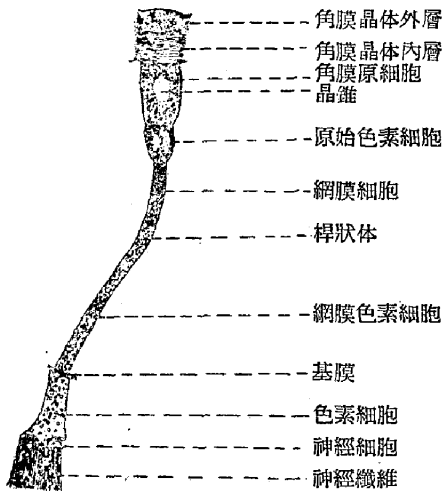 角膜晶体外層
角膜晶体內層
角膜原細胞
晶錐
原始色素細胞
網膜細胞
桿狀体
網膜色素細胞
基膜
色素細胞
神經細胞
神經纖維